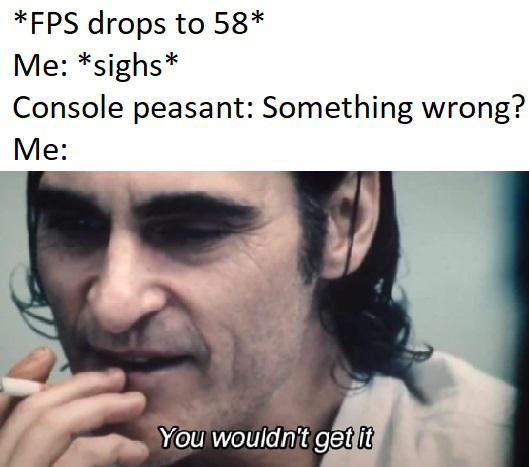 *FPS drops to 58*
Me: *sighs*
Console peasant: Something wrong?
Me:
You wouldn't get it